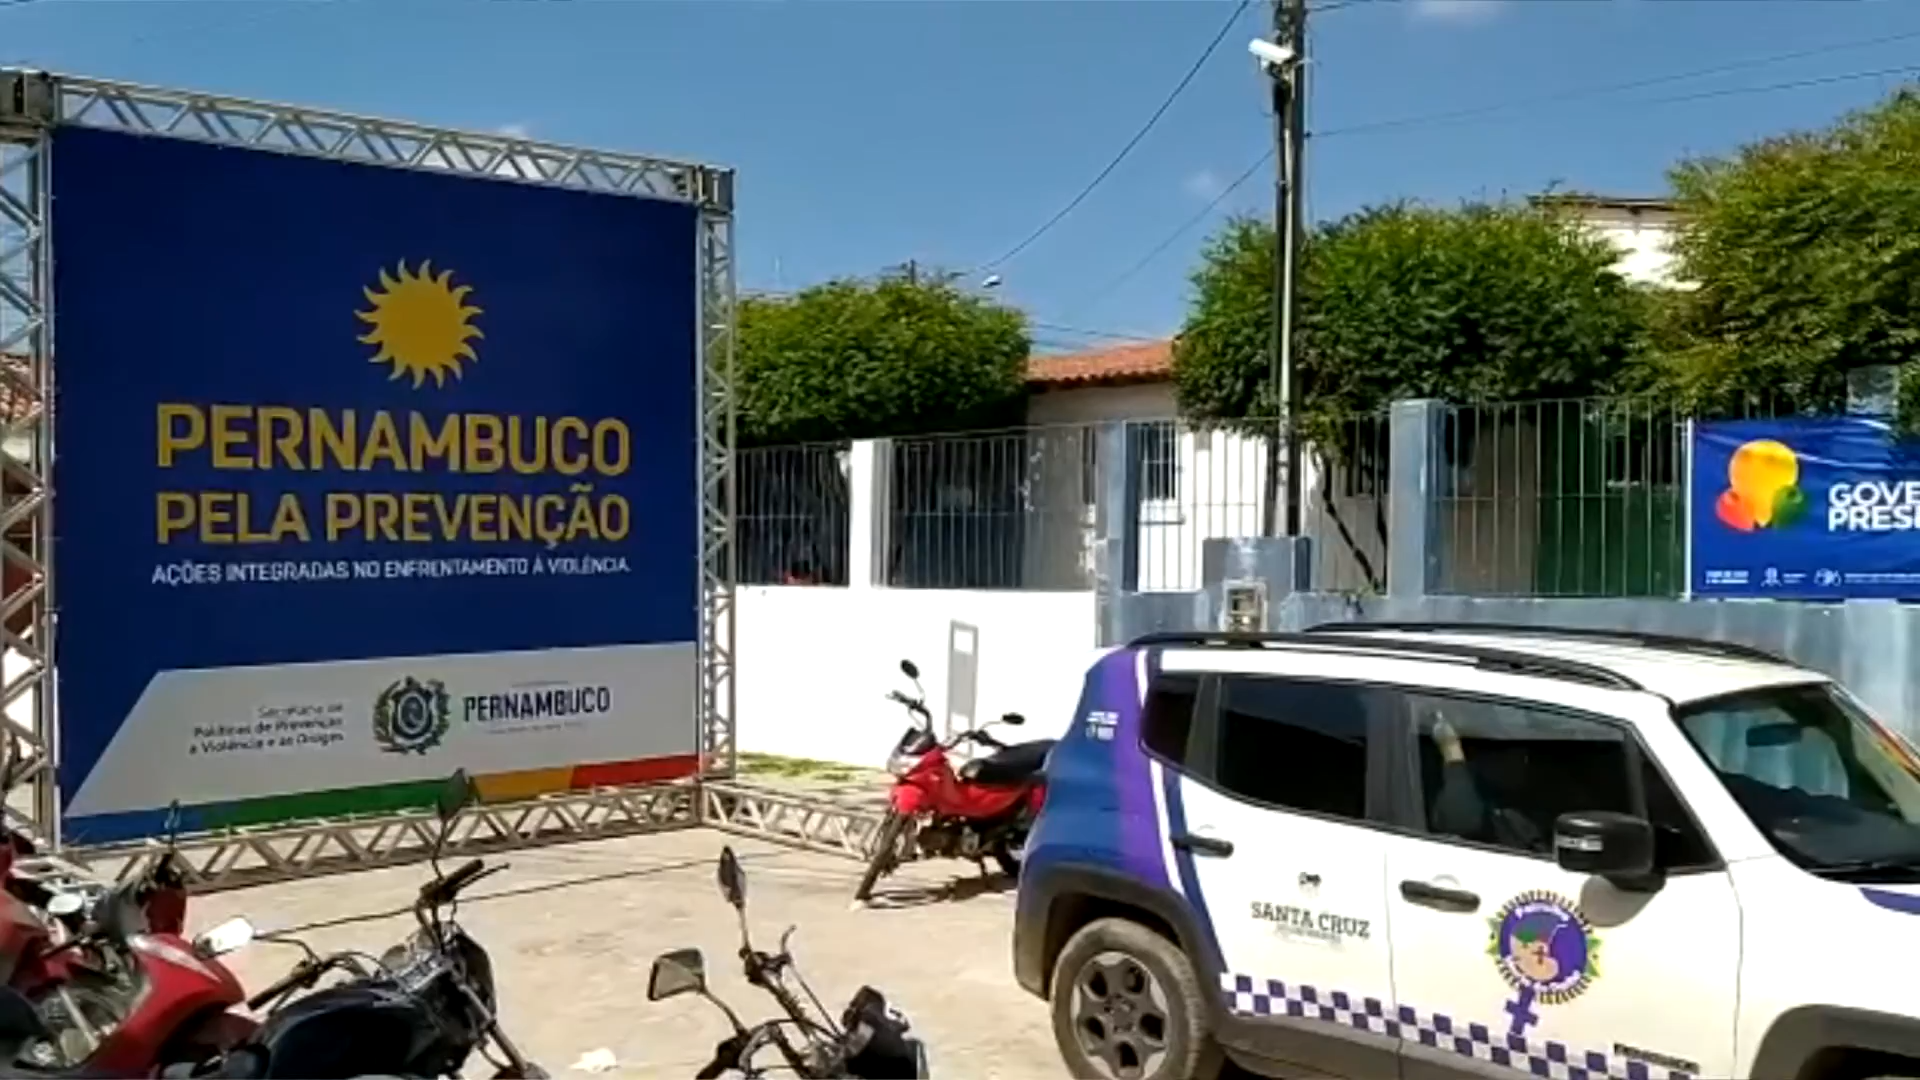 PERNAMBUCO
PELA PREVENÇÃO
AÇÕES INTEGRADAS NO ENFRENTAMENTO À VIOLÊNCIA.
Secretaria de
Políticas de Prevenção
à Violência e às Drogas
PERNAMBUCO
GOVE
PRESE
SANTA CRUZ